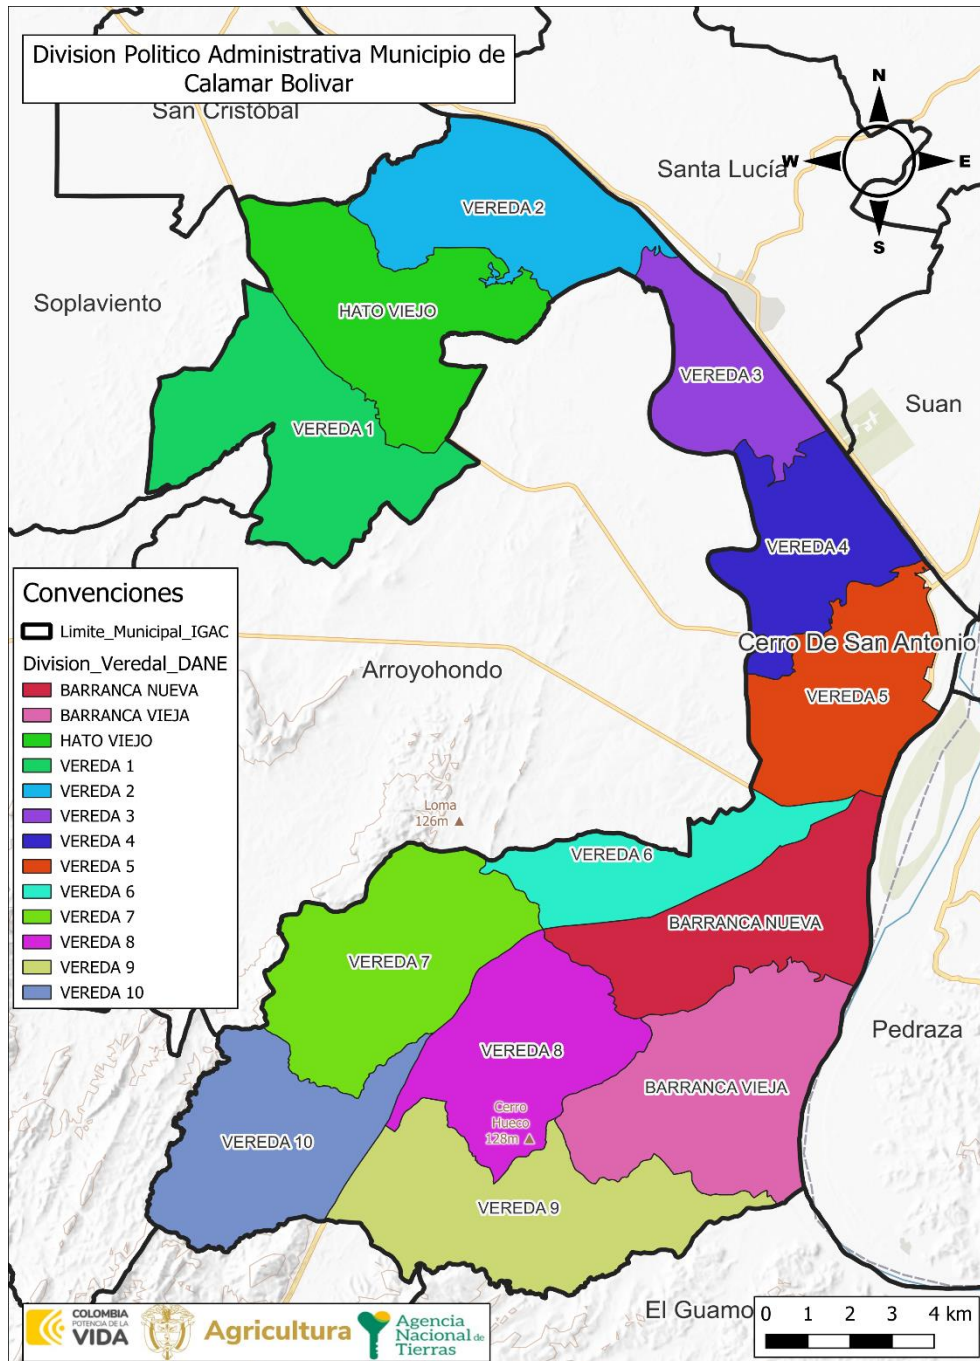 Division Politico Administrativa Municipio de
Calamar Bolivar
San Cristóbal
N
W
E
S
Santa Lucía
VEREDA 2
Soplaviento
HATO VIEJO
VEREDA 3
Suan
VEREDA 1
VEREDA 4
Cerro De San Antonio
Arroyohondo
VEREDA 5
Convenciones
Limite_Municipal_IGAC
Division_Veredal_DANE
BARRANCA NUEVA
BARRANCA VIEJA
HATO VIEJO
VEREDA 1
VEREDA 2
VEREDA 3
VEREDA 4
VEREDA 5
VEREDA 6
VEREDA 7
VEREDA 8
VEREDA 9
VEREDA 10
Loma
126m
VEREDA 6
BARRANCA NUEVA
VEREDA 7
Pedraza
VEREDA 8
BARRANCA VIEJA
Cerro
Hueco
128m
VEREDA 10
VEREDA 9
El Guamo
0 1 2 3 4 km
COLOMBIA
POTENCIA DE LA
VIDA
Agricultura
Agencia
Nacional de
Tierras